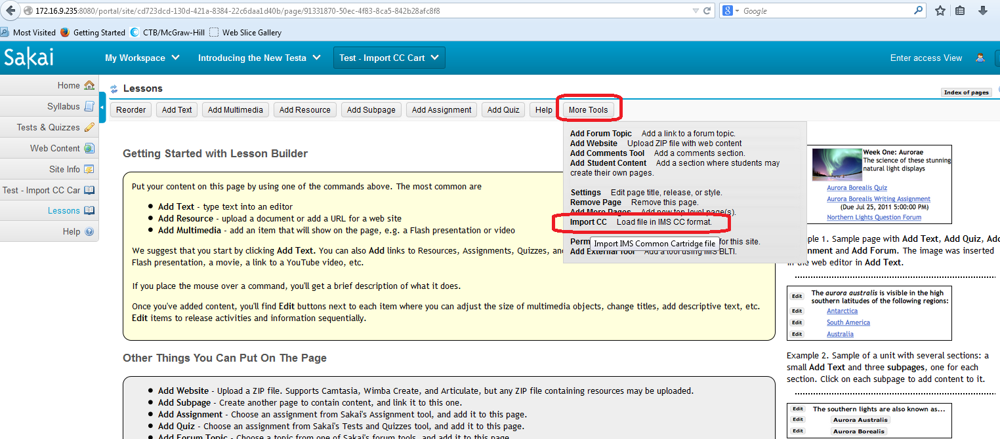 172.16.9.235:8080/portal/site/cd723dcd-130d-421a-8384-22c6daa1d40b/page/91331870-50ec-4f83-8ca5-842b28afc8f8
Google
Most Visited Getting Started CTB/McGraw-Hill Web Slice Gallery
Sakai
My Workspace Introducing the New Testa Test - Import CC Cart Enter access View
Home
Syllabus
Tests & Quizzes
Web Content
Site Info
Test - Import CC Car
Lessons
Help
Lessons
Index of pages
Reorder Add Text Add Multimedia Add Resource Add Subpage Add Assignment Add Quiz Help More Tools
Add Forum Topic Add a link to a forum topic.
Add Website Upload ZIP file with web content
Add Comments Tool Add a comments section.
Add Student Content Add a section where students may
create their own pages.
Settings Edit page title, release, or style.
Remove Page Remove this page.
Add More Pages Add new top-level page(s).
Import CC Load file in IMS CC format.
Import IMS Common Cartridge file
Perm for this site.
Add External Tool Add a tool using IMS BLTI.
Getting Started with Lesson Builder
Put your content on this page by using one of the commands above. The most common are
Add Text - type text into an editor
Add Resource - upload a document or add a URL for a web site
Add Multimedia - add an item that will show on the page, e.g. a Flash presentation or video
We suggest that you start by clicking Add Text. You can also Add links to Resources, Assignments, Quizzes, an
Flash presentation, a movie, a link to a YouTube video, etc.
If you place the mouse over a command, you'll get a brief description of what it does.
Once you've added content, you'll find Edit buttons next to each item where you can adjust the size of multimedia objects, change titles, add descriptive text, etc.
Edit items to release activities and information sequentially.
Other Things You Can Put On The Page
Add Website - Upload a ZIP file. Supports Camtasia, Wimba Create, and Articulate, but any ZIP file containing resources may be uploaded.
Add Subpage - Create another page to contain content, and link it to this one.
Add Assignment - Choose an assignment from Sakai's Assignment tool, and add it to this page.
Add Quiz - Choose an assignment from Sakai's Tests and Quizzes tool, and add it to this page.
Add Forum Topic - Choose a topic from one of Sakai's forum tools, and add it to this page
Week One: Aurorae
The science of these stunning
natural light displays
Aurora Borealis Quiz
Aurora Borealis Writing Assignment
(Due Jul 25, 2011 5:00:00 PM)
Northern Lights Question Forum
ple 1. Sample page with Add Text, Add Quiz, Add
nment and Add Forum. The image was inserted
in the web editor in Add Text.
Edit The aurora australis is visible in the high
southern latitudes of the following regions:
Edit Antarctica
Edit South America
Edit Australia
Example 2. Sample of a unit with several sections: a
small Add Text and three subpages, one for each
section. Click on each subpage to add content to it.
Edit The southern lights are also known as...
Edit Aurora Australis
Edit Aurora Borealis